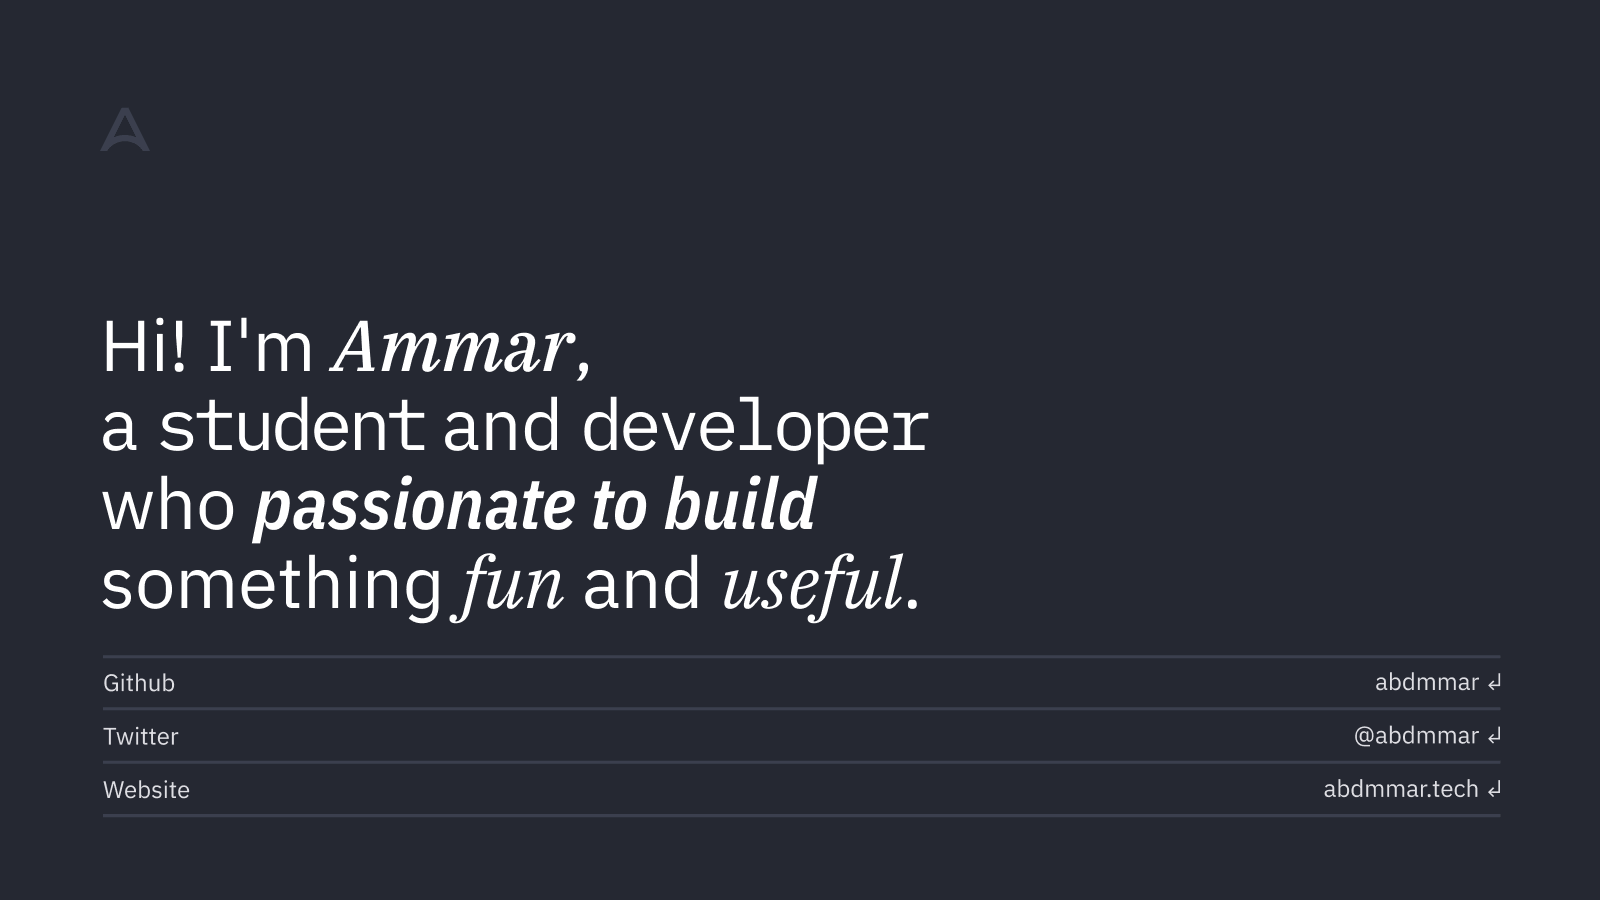 Hi! I'm Ammar,
a student and developer
who passionate to build
something fun and useful.
Github abdmmar ↲
Twitter @abdmmar ↲
Website abdmmar.tech ↲